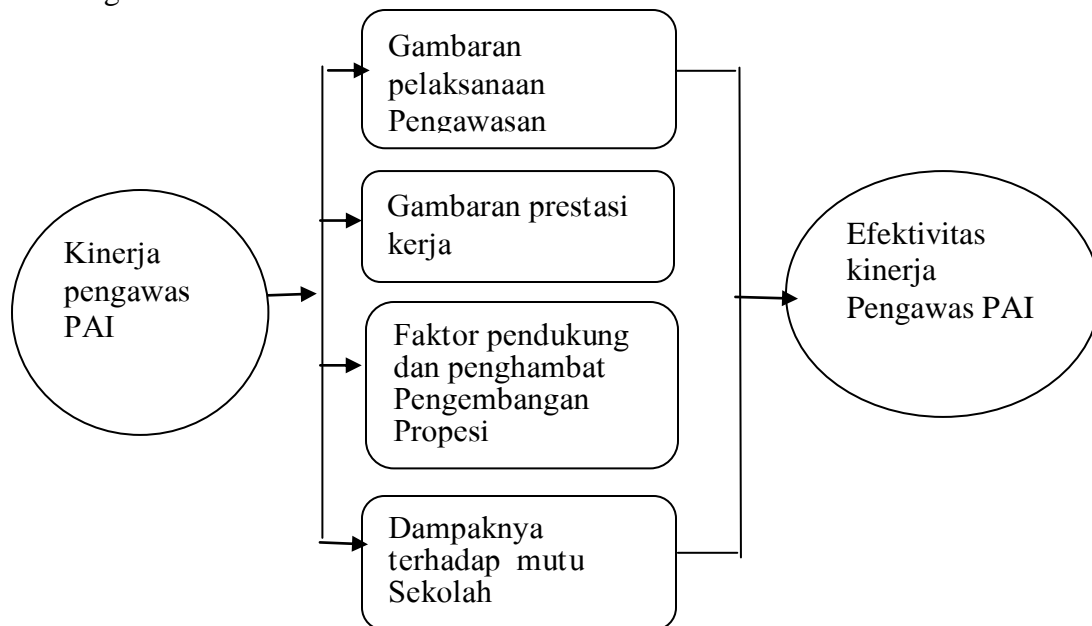 Kinerja
pengawas
PAI
Gambaran
pelaksanaan
Pengawasan
Gambaran prestasi
kerja
Faktor pendukung
dan penghambat
Pengembangan
Propesi
Dampaknya
terhadap mutu
Sekolah
Efektivitas
kinerja
Pengawas PAI